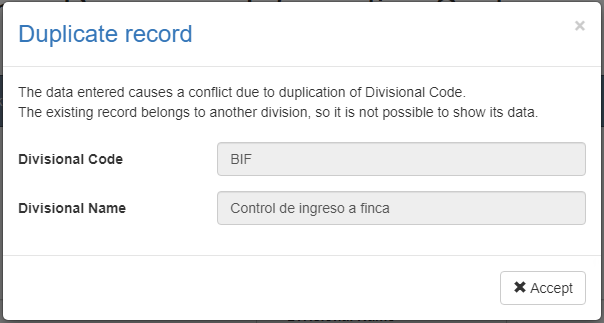 Duplicate record
×
The data entered causes a conflict due to duplication of Divisional Code.
The existing record belongs to another division, so it is not possible to show its data.
Divisional Code
BIF
Divisional Name
Control de ingreso a finca
✖ Accept